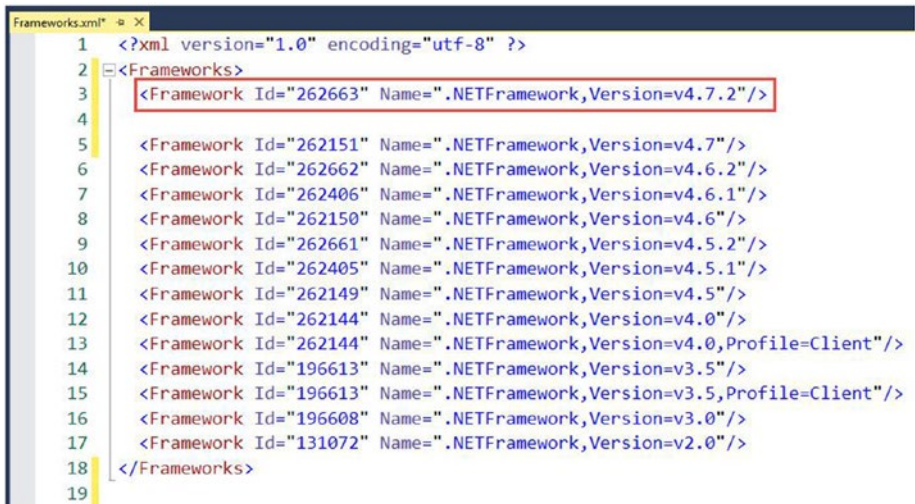 Frameworks.xml*
1 <?xml version="1.0" encoding="utf-8" ?>
2 <Frameworks>
3 <Framework Id="262663" Name=".NETFramework,Version=v4.7.2"/>
4
5 <Framework Id="262151" Name=".NETFramework,Version=v4.7"/>
6 <Framework Id="262662" Name=".NETFramework,Version=v4.6.2"/>
7 <Framework Id="262406" Name=".NETFramework,Version=v4.6.1"/>
8 <Framework Id="262150" Name=".NETFramework,Version=v4.6"/>
9 <Framework Id="262661" Name=".NETFramework,Version=v4.5.2"/>
10 <Framework Id="262405" Name=".NETFramework,Version=v4.5.1"/>
11 <Framework Id="262149" Name=".NETFramework,Version=v4.5"/>
12 <Framework Id="262144" Name=".NETFramework,Version=v4.0"/>
13 <Framework Id="262144" Name=".NETFramework,Version=v4.0,Profile=Client"/>
14 <Framework Id="196613" Name=".NETFramework,Version=v3.5"/>
15 <Framework Id="196613" Name=".NETFramework,Version=v3.5,Profile=Client"/>
16 <Framework Id="196608" Name=".NETFramework,Version=v3.0"/>
17 <Framework Id="131072" Name=".NETFramework,Version=v2.0"/>
18 </Frameworks>
19